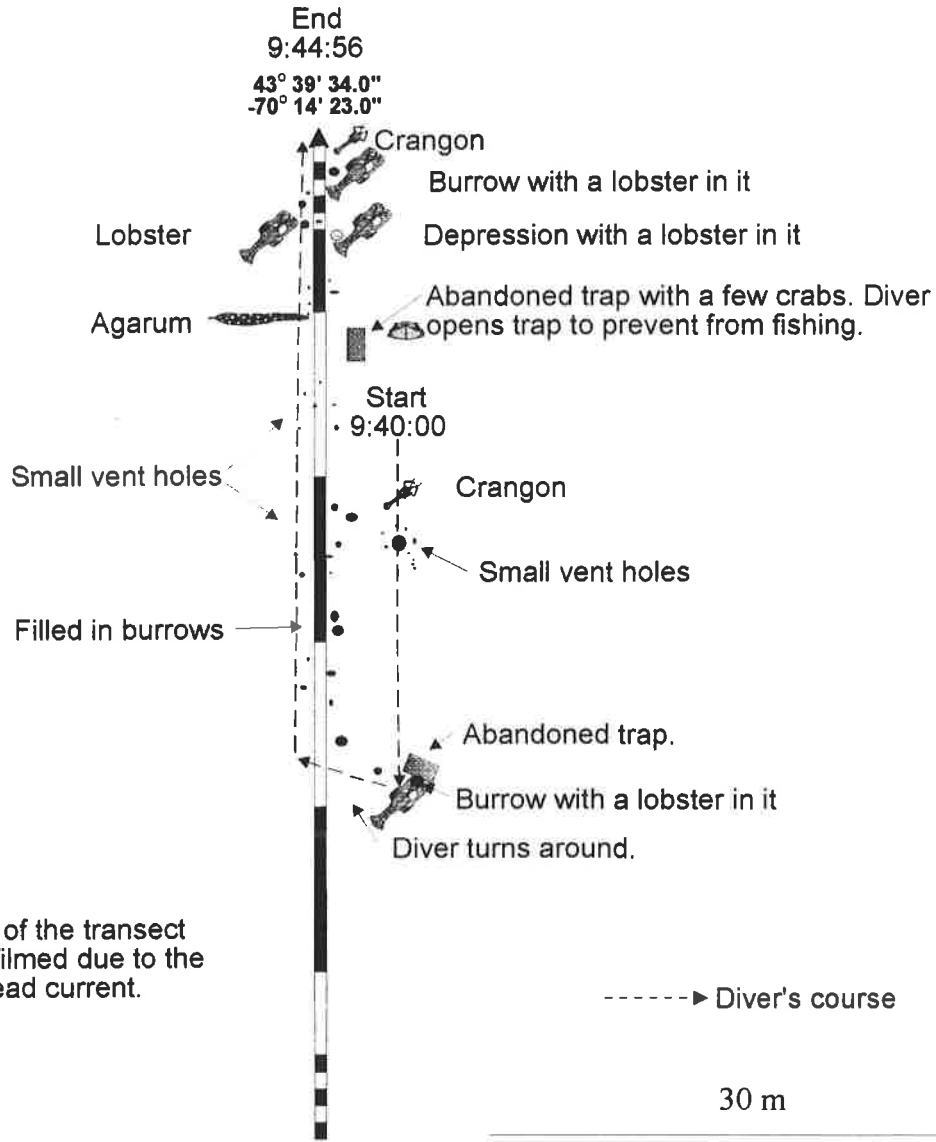 End
9:44:56
43° 39' 34.0"
-70° 14' 23.0"
Crangon
Burrow with a lobster in it
Lobster
Depression with a lobster in it
Abandoned trap with a few crabs. Diver
opens trap to prevent from fishing.
Agarum
Start
9:40:00
Small vent holes
Crangon
Small vent holes
Filled in burrows
Abandoned trap.
Burrow with a lobster in it
Diver turns around.
of the transect
filmed due to the
ead current.
Diver's course
30 m